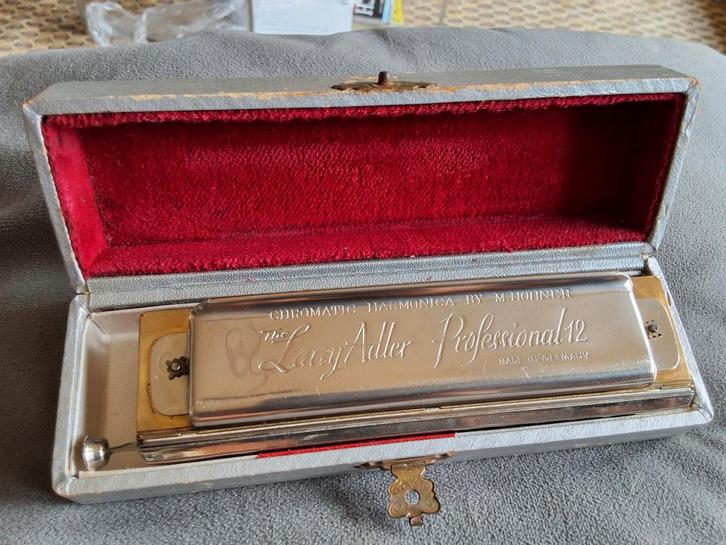 CHROMATIC HARMONICA BY M. HOHNER
The Larry Adler Professional 12
MADE IN GERMANY